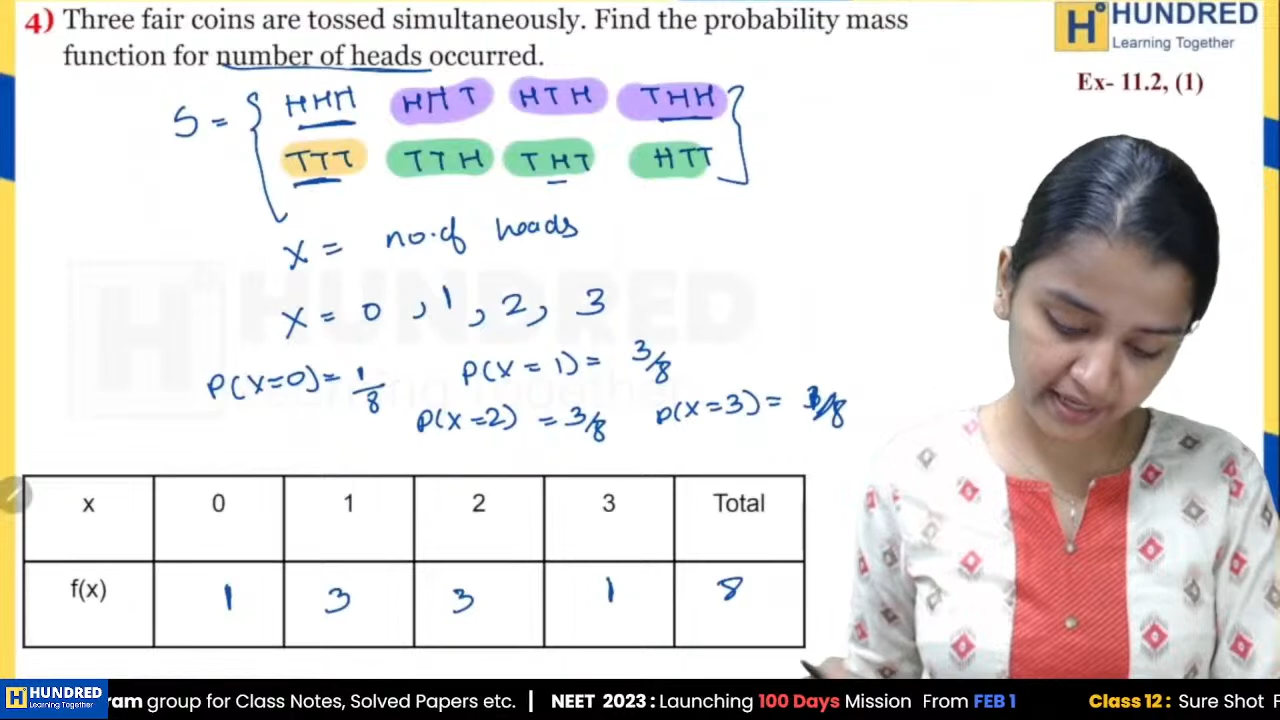 4) Three fair coins are tossed simultaneously. Find the probability mass
function for number of heads occurred.
H HUNDRED
Learning Together
Ex- 11.2, (1)
S = { HHH HHT HTH THH
TTT TTH THT HTT }
X = no. of heads
X = 0, 1, 2, 3
P(X=0) = 1/8 P(X=1) = 3/8
P(X=2) = 3/8 P(X=3) = 1/8
HUNDRED
Learning Together
x 0 1 2 3 Total
f(x) 1 3 3 1 8
H HUNDRED
Learning Together
ram group for Class Notes, Solved Papers etc. | NEET 2023 : Launching 100 Days Mission From FEB 1 Class 12 : Sure Shot